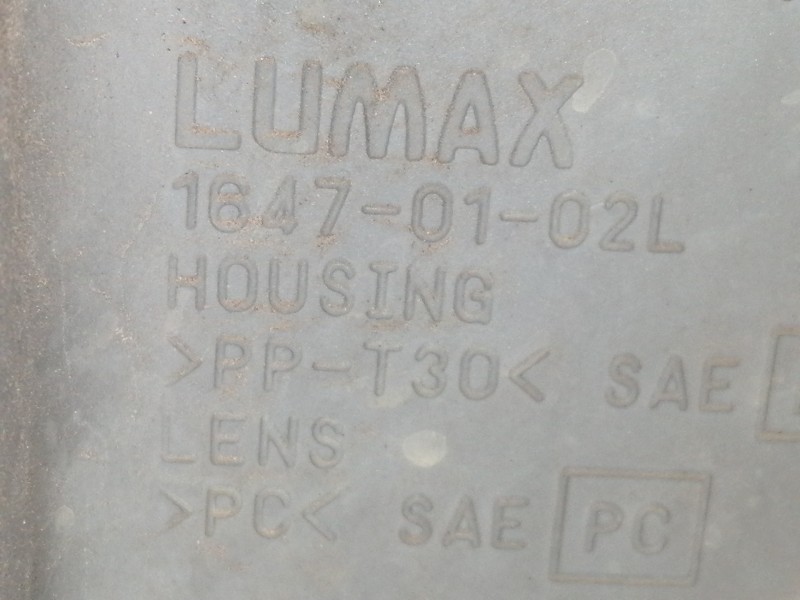 LUMAX
1647-01-02L
HOUSING
>PP-T30< SAE
LENS
>PC< SAE PC